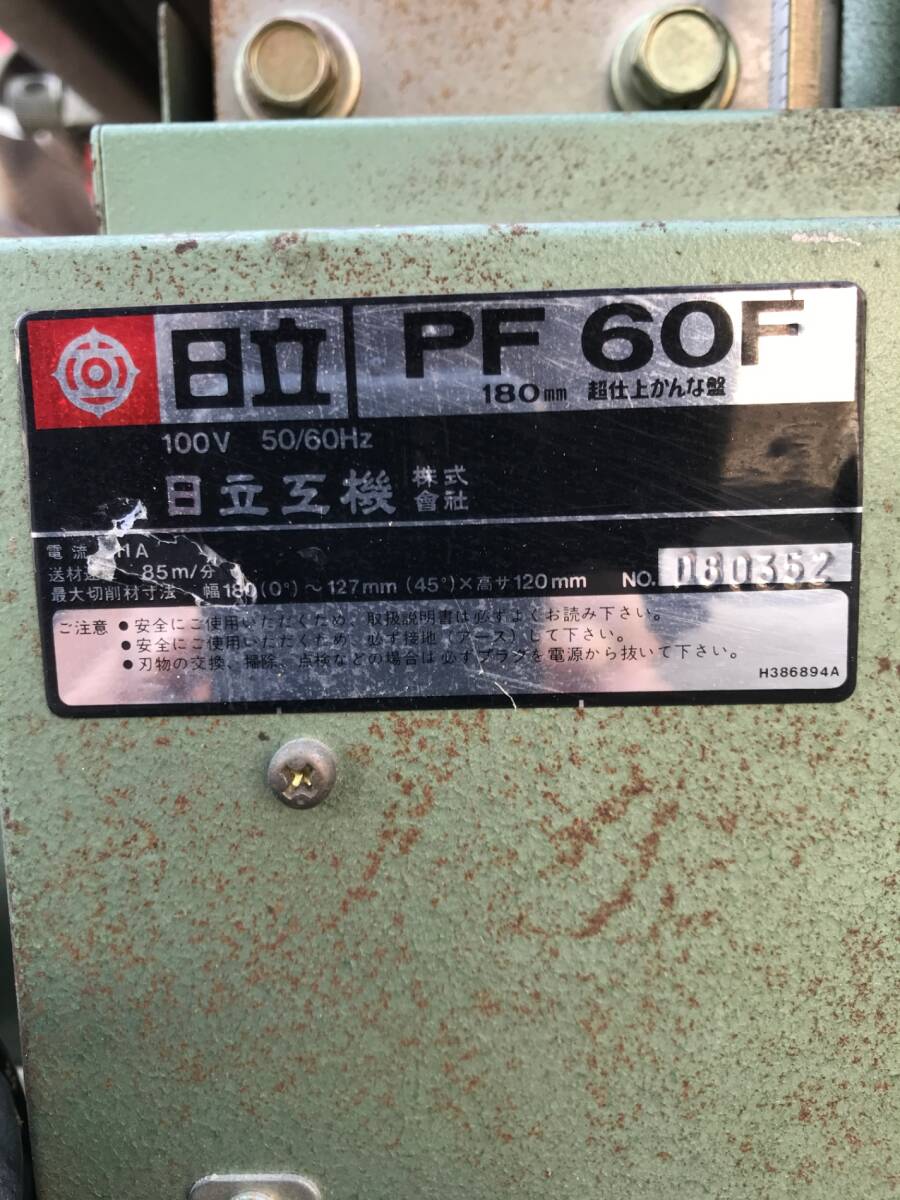 日立 PF 60F
180mm 超仕上かんな盤
100V 50/60Hz
日立工機 株式會社
電流 A
送材速 85m/分
最大切削材寸法 幅180(0°)～127mm(45°)×高サ120mm NO. D80352
ご注意 ●安全にご使用いただくため、取扱説明書は必ずよくお読み下さい。
●安全にご使用いただくため、必ず接地(アース)して下さい。
●刃物の交換、掃除、点検などの場合は必ずプラグを電源から抜いて下さい。
H386894A